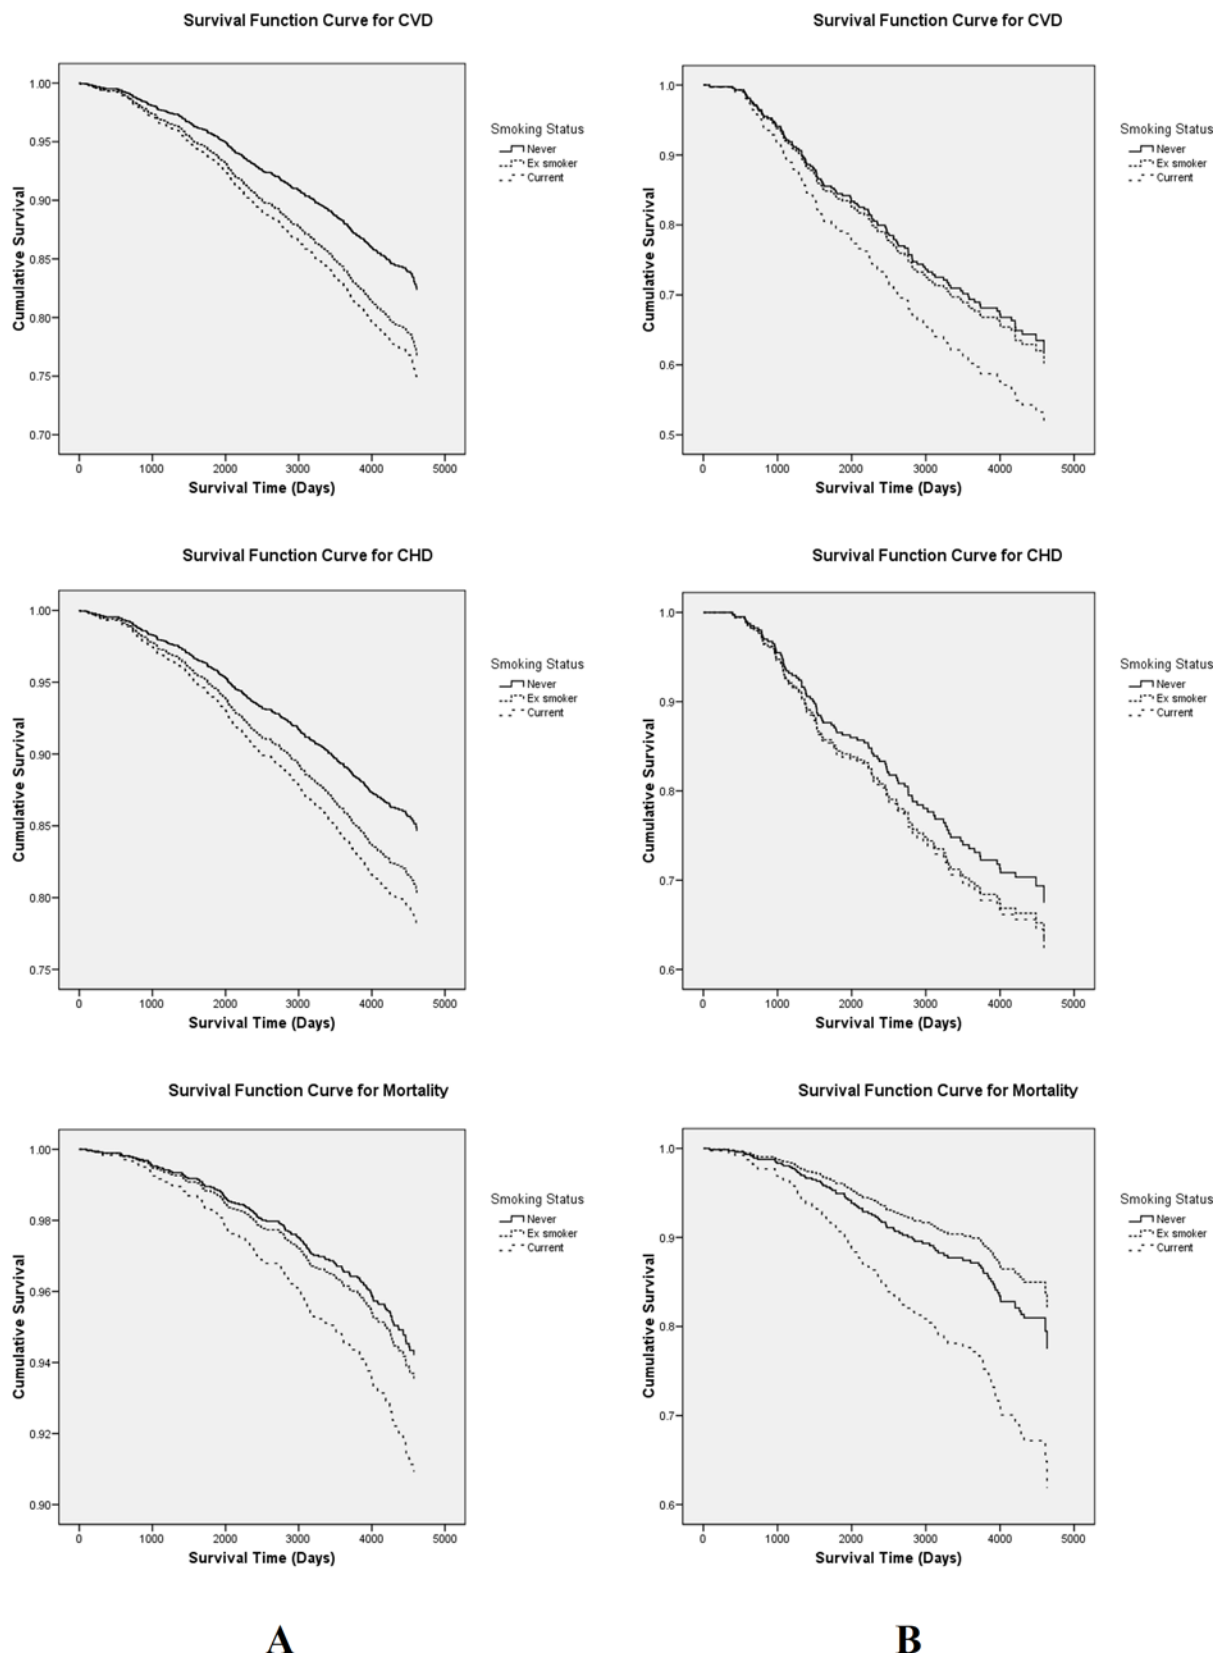 Survival Function Curve for CVD
Cumulative Survival
1.00
0.95
0.90
0.85
0.80
0.75
0.70
0 1000 2000 3000 4000 5000
Survival Time (Days)
Smoking Status
Never
Ex smoker
Current
Survival Function Curve for CVD
Cumulative Survival
1.0
0.9
0.8
0.7
0.6
0.5
0 1000 2000 3000 4000 5000
Survival Time (Days)
Smoking Status
Never
Ex smoker
Current
Survival Function Curve for CHD
Cumulative Survival
1.00
0.95
0.90
0.85
0.80
0.75
0 1000 2000 3000 4000 5000
Survival Time (Days)
Smoking Status
Never
Ex smoker
Current
Survival Function Curve for CHD
Cumulative Survival
1.0
0.9
0.8
0.7
0.6
0 1000 2000 3000 4000 5000
Survival Time (Days)
Smoking Status
Never
Ex smoker
Current
Survival Function Curve for Mortality
Cumulative Survival
1.00
0.98
0.96
0.94
0.92
0.90
0 1000 2000 3000 4000 5000
Survival Time (Days)
Smoking Status
Never
Ex smoker
Current
Survival Function Curve for Mortality
Cumulative Survival
1.0
0.9
0.8
0.7
0.6
0 1000 2000 3000 4000 5000
Survival Time (Days)
Smoking Status
Never
Ex smoker
Current
A
B